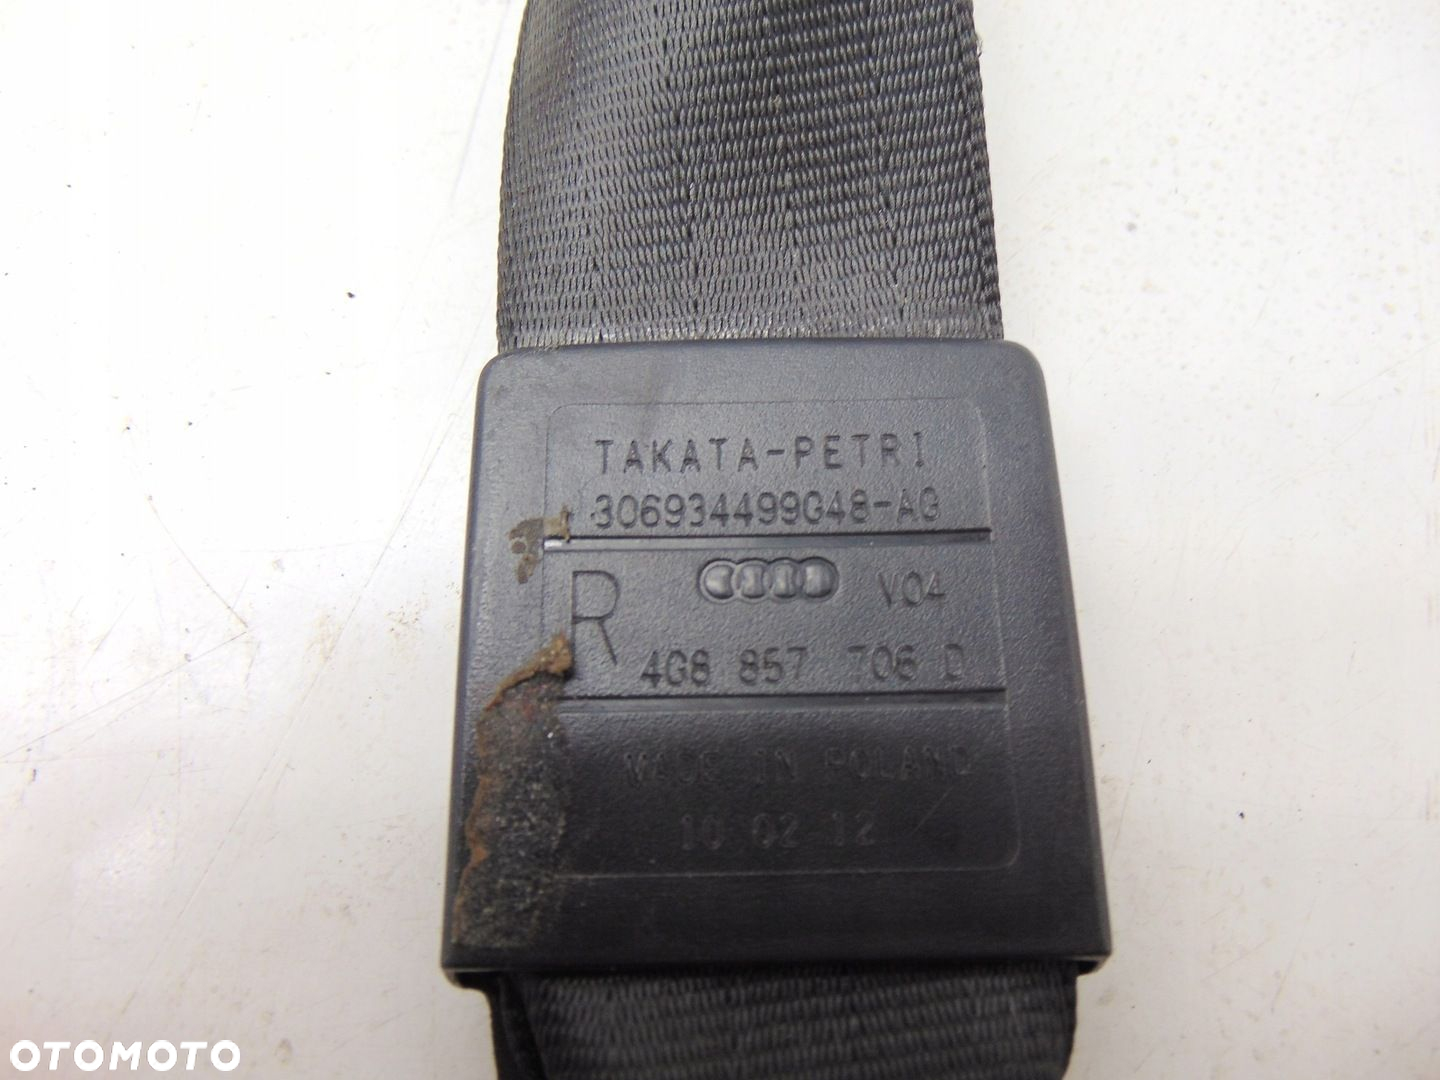 TAKATA-PETRI
306934499G48-AG
R V04
4G8 857 706 D
MADE IN POLAND
10 02 12
OTOMOTO